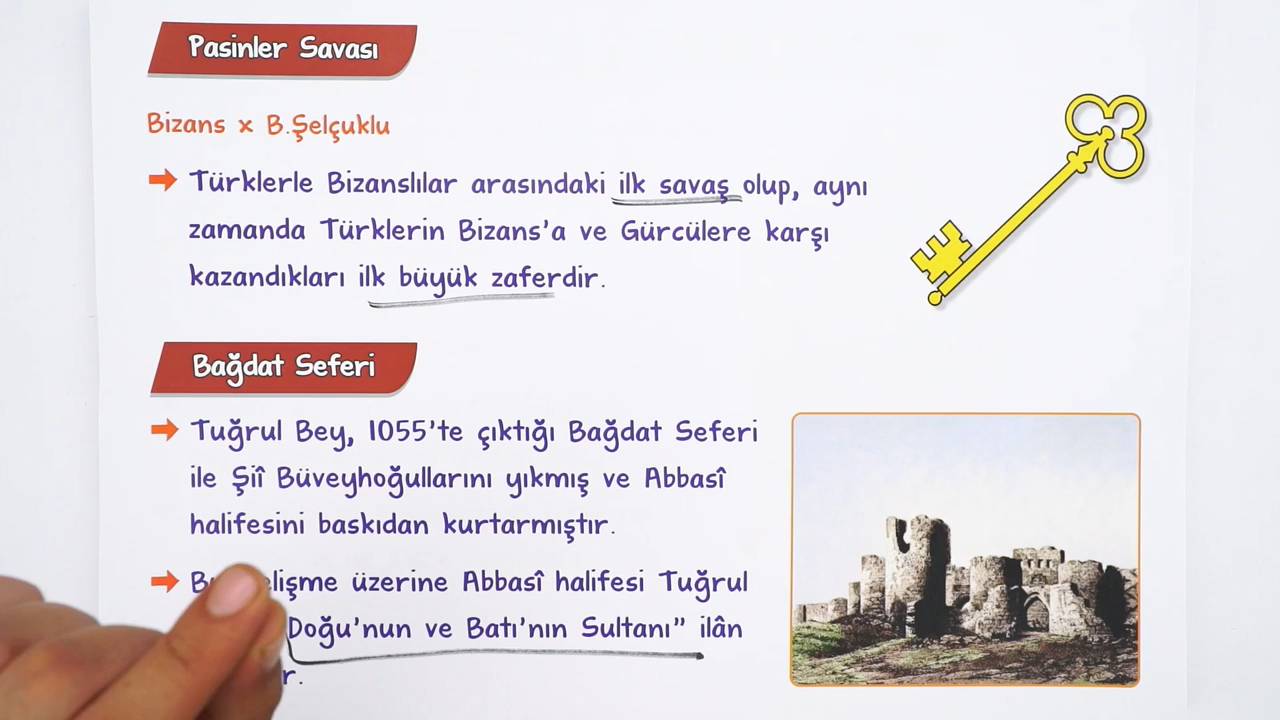 Pasinler Savası
Bizans x B.Şelçuklu
Türklerle Bizanslılar arasındaki ilk savaş olup, aynı
zamanda Türklerin Bizans'a ve Gürcülere karşı
kazandıkları ilk büyük zaferdir.
Bağdat Seferi
Tuğrul Bey, 1055'te çıktığı Bağdat Seferi
ile Şiî Büveyhoğullarını yıkmış ve Abbasî
halifesini baskıdan kurtarmıştır.
üzerine Abbasî halifesi Tuğrul
Doğu'nun ve Batı'nın Sultanı" ilân